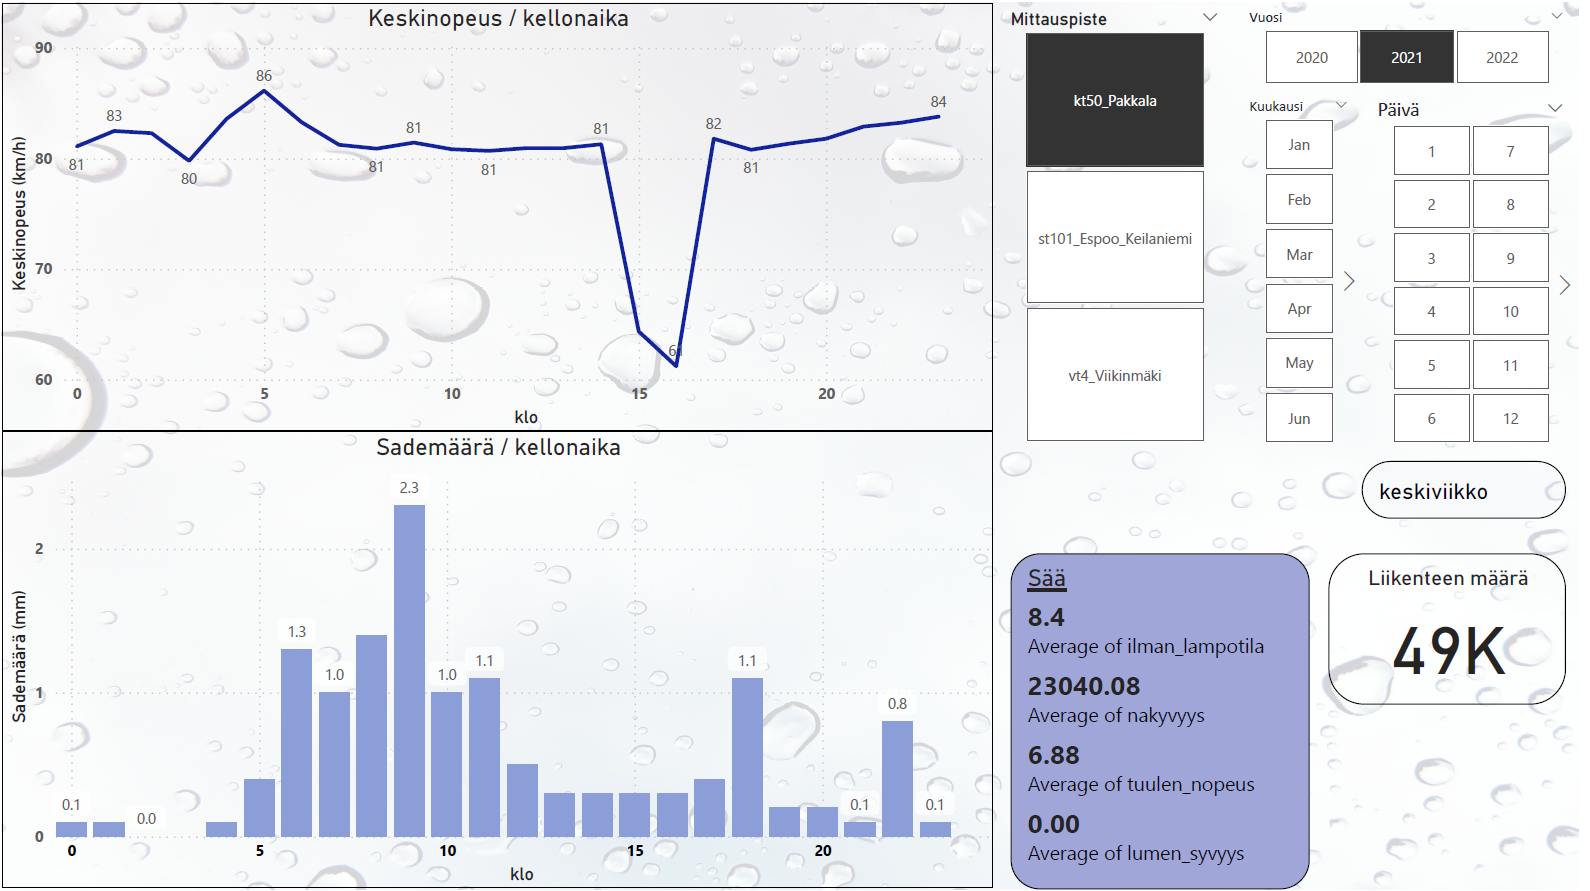 Keskinopeus / kellonaika
Keskinopeus (km/h)
90
80
70
60
81
83
80
86
81
81
81
81
61
82
81
84
0
5
10
15
20
klo
Sademäärä / kellonaika
Sademäärä (mm)
2
1
0
0.1
0.0
1.3
1.0
2.3
1.0
1.1
1.1
0.1
0.8
0.1
0
5
10
15
20
klo
Mittauspiste
kt50_Pakkala
st101_Espoo_Keilaniemi
vt4_Viikinmäki
Vuosi
2020
2021
2022
Kuukausi
Jan
Feb
Mar
Apr
May
Jun
Päivä
1
7
2
8
3
9
4
10
5
11
6
12
keskiviikko
Sää
8.4
Average of ilman_lampotila
23040.08
Average of nakyvyys
6.88
Average of tuulen_nopeus
0.00
Average of lumen_syvyys
Liikenteen määrä
49K